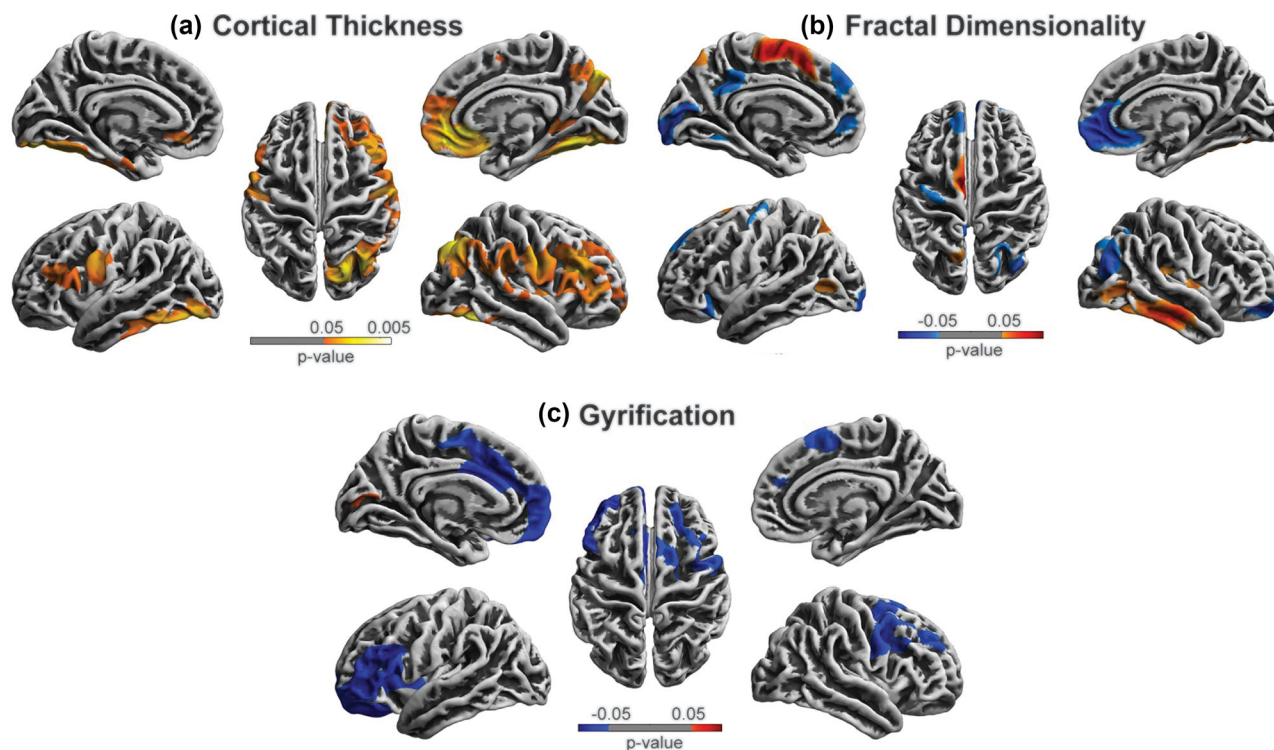 (a) Cortical Thickness
(b) Fractal Dimensionality
0.05 0.005
p-value
-0.05 0.05
p-value
(c) Gyrification
-0.05 0.05
p-value